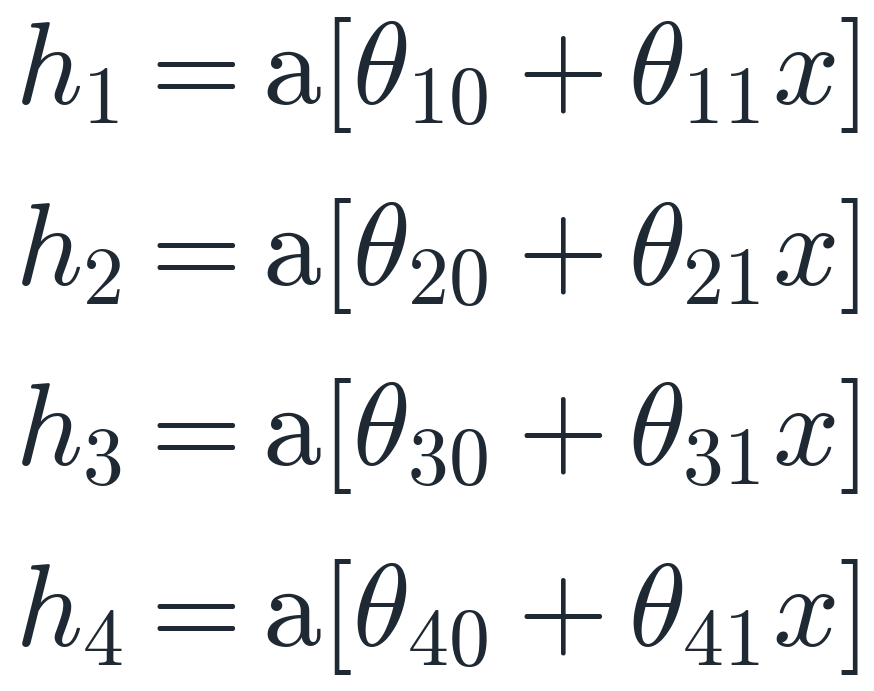 h₁ = a[θ₁₀ + θ₁₁x]
h₂ = a[θ₂₀ + θ₂₁x]
h₃ = a[θ₃₀ + θ₃₁x]
h₄ = a[θ₄₀ + θ₄₁x]